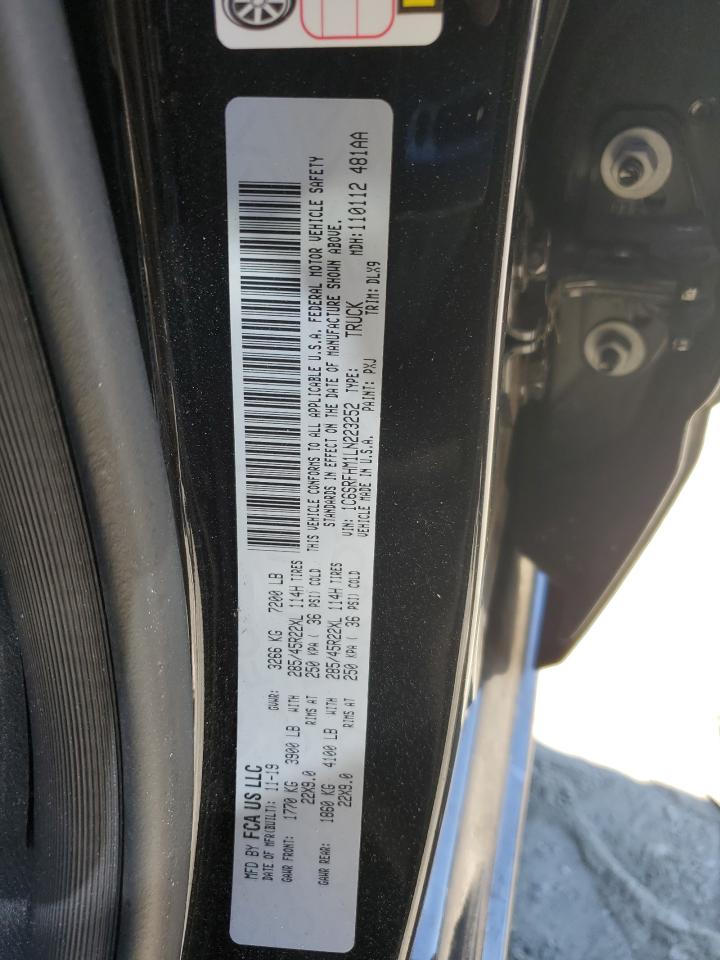 MFD BY FCA US LLC
DATE OF MFR(BUILT): 11-19 GVWR: 3266 KG 7200 LB
GAWR FRONT: 1770 KG 3900 LB WITH 285/45R22XL 114H TIRES
22X9.0 RIMS AT 250 KPA ( 36 PSI) COLD
GAWR REAR: 1860 KG 4100 LB WITH 285/45R22XL 114H TIRES
22X9.0 RIMS AT 250 KPA ( 36 PSI) COLD
THIS VEHICLE CONFORMS TO ALL APPLICABLE U.S.A. FEDERAL MOTOR VEHICLE SAFETY
STANDARDS IN EFFECT ON THE DATE OF MANUFACTURE SHOWN ABOVE.
VIN: 1C6SRFHM1LN223252 TYPE: TRUCK MDH:110112 481AA
VEHICLE MADE IN U.S.A. PAINT: PXJ TRIM: DLX9